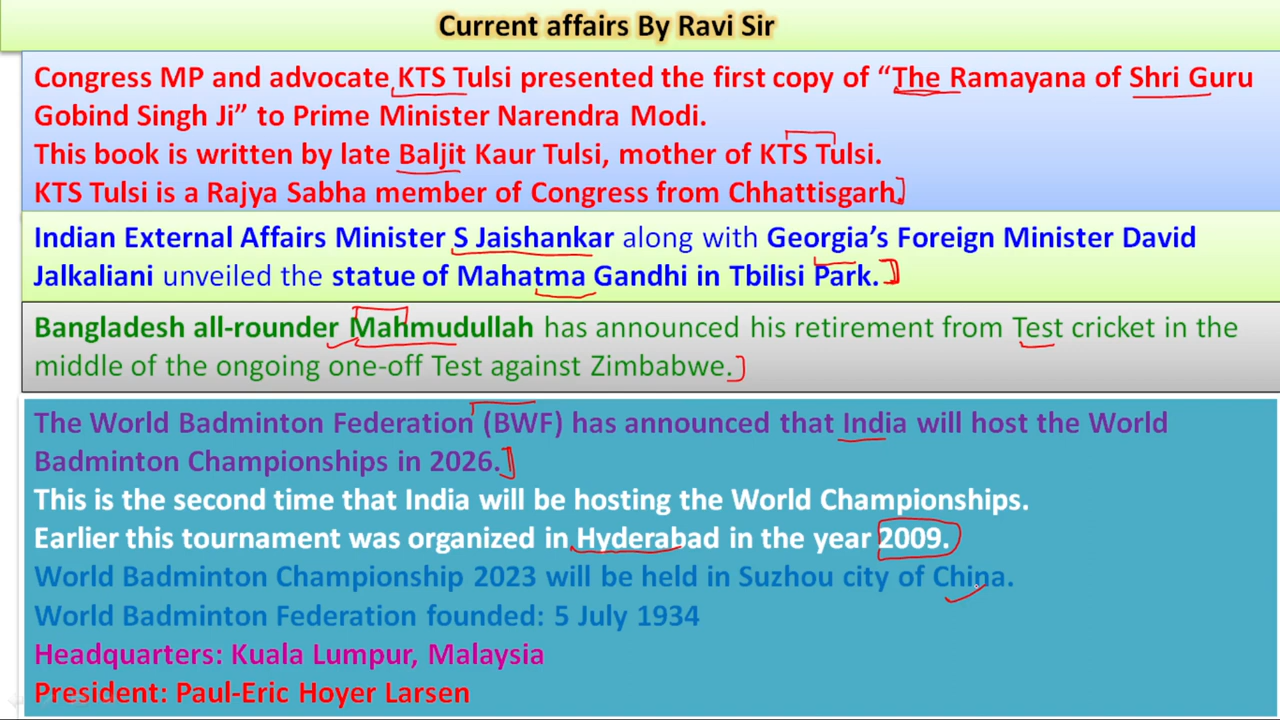 Current affairs By Ravi Sir
Congress MP and advocate KTS Tulsi presented the first copy of “The Ramayana of Shri Guru
Gobind Singh Ji” to Prime Minister Narendra Modi.
This book is written by late Baljit Kaur Tulsi, mother of KTS Tulsi.
KTS Tulsi is a Rajya Sabha member of Congress from Chhattisgarh.
Indian External Affairs Minister S Jaishankar along with Georgia’s Foreign Minister David
Jalkaliani unveiled the statue of Mahatma Gandhi in Tbilisi Park.
Bangladesh all-rounder Mahmudullah has announced his retirement from Test cricket in the
middle of the ongoing one-off Test against Zimbabwe.
The World Badminton Federation (BWF) has announced that India will host the World
Badminton Championships in 2026.
This is the second time that India will be hosting the World Championships.
Earlier this tournament was organized in Hyderabad in the year 2009.
World Badminton Championship 2023 will be held in Suzhou city of China.
World Badminton Federation founded: 5 July 1934
Headquarters: Kuala Lumpur, Malaysia
President: Paul-Eric Hoyer Larsen